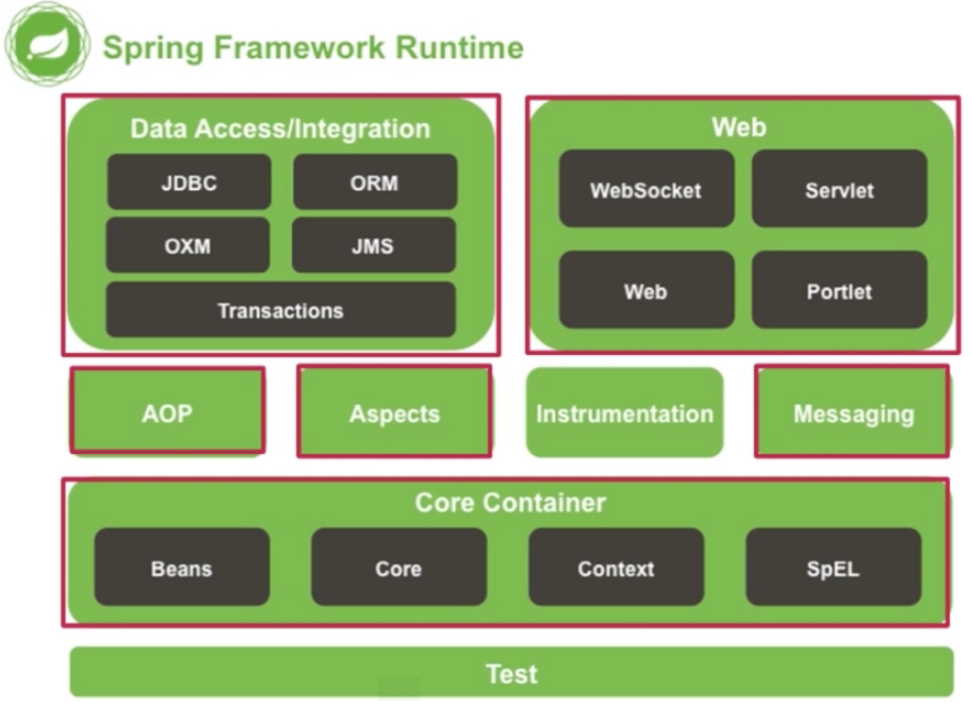 Spring Framework Runtime
Data Access/Integration
JDBC
ORM
OXM
JMS
Transactions
Web
WebSocket
Servlet
Web
Portlet
AOP
Aspects
Instrumentation
Messaging
Core Container
Beans
Core
Context
SpEL
Test